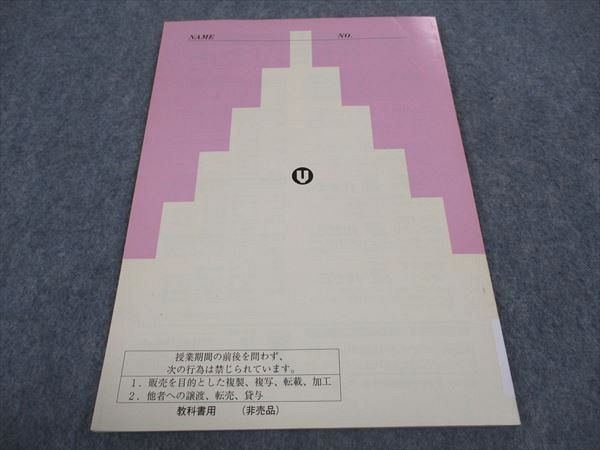 NAME NO.
授業期間の前後を問わず、
次の行為は禁じられています。
1．販売を目的とした複製、複写、転載、加工
2．他者への譲渡、転売、貸与
教科書用 （非売品）